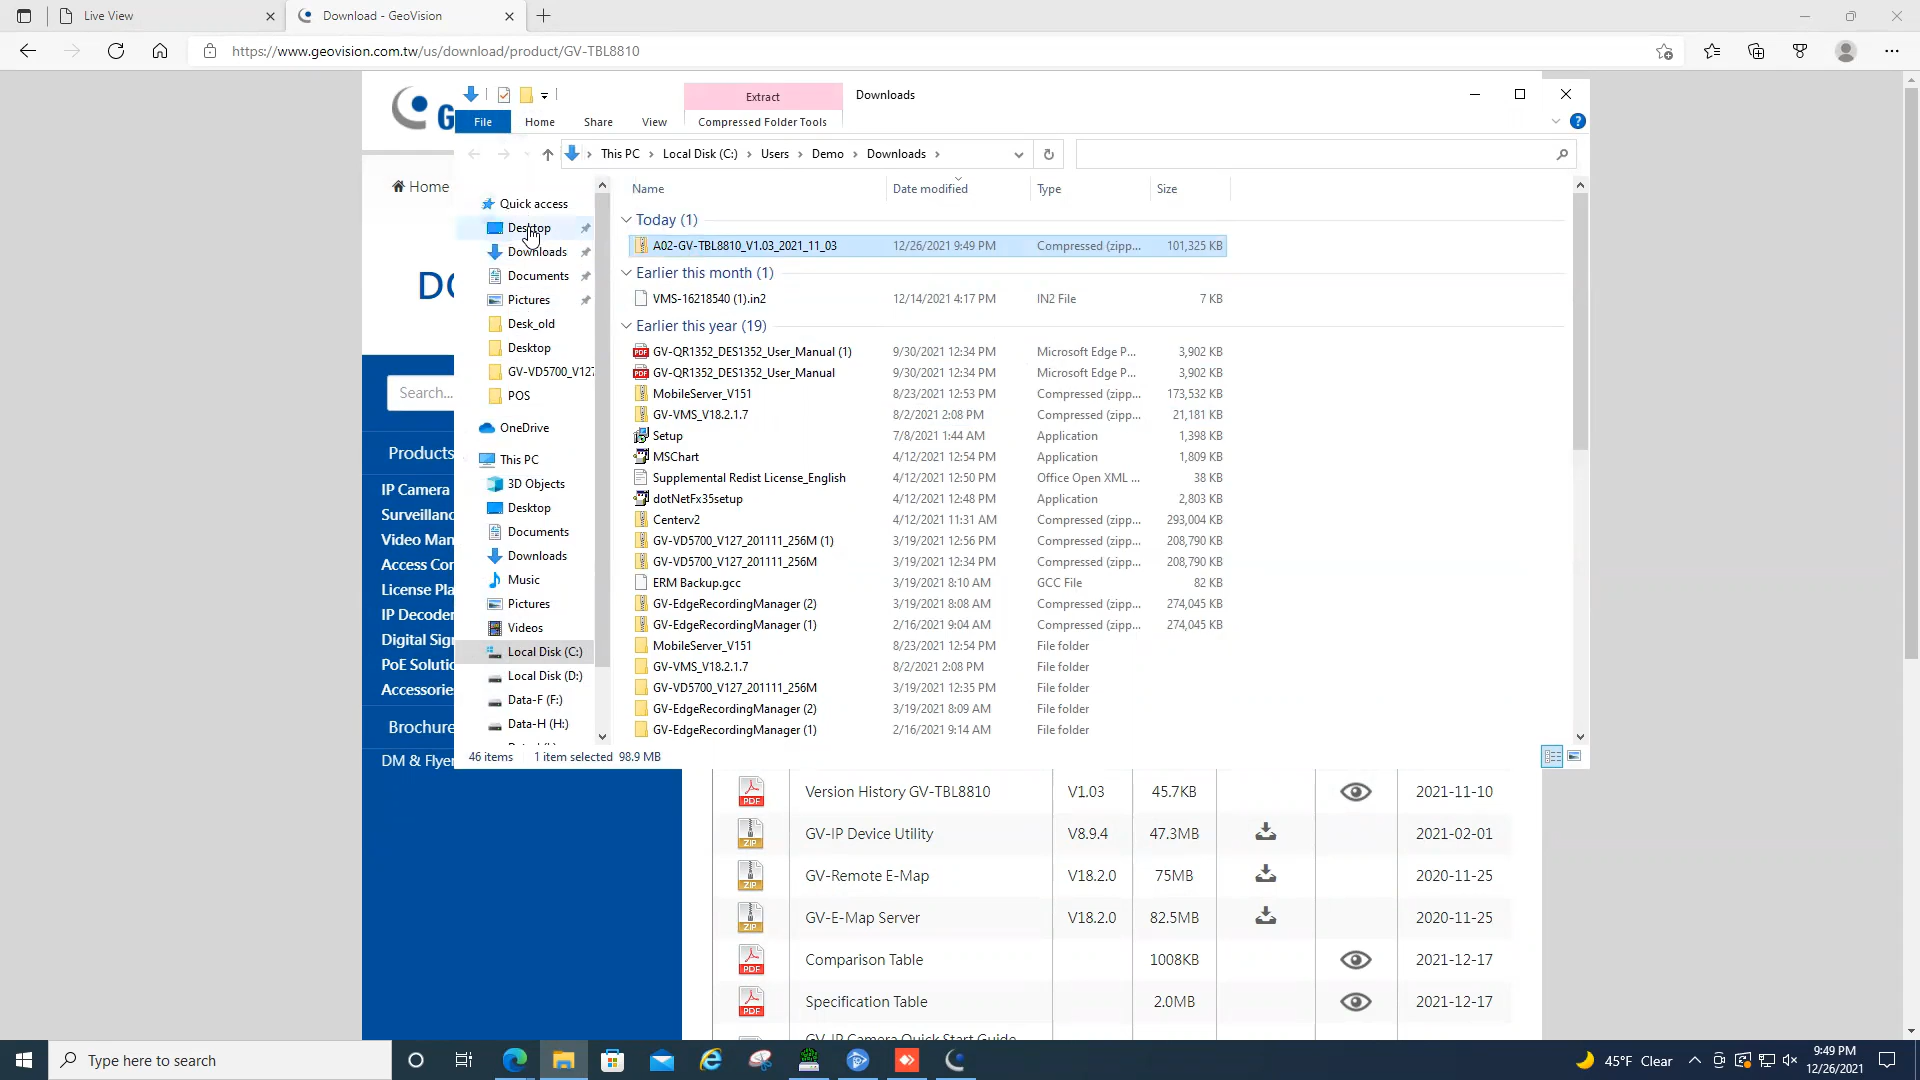 Live View
Download - GeoVision
https://www.geovision.com.tw/us/download/product/GV-TBL8810
Extract
Downloads
File
Home
Share
View
Compressed Folder Tools
This PC
Local Disk (C:)
Users
Demo
Downloads
Home
DO
Search...
Products
IP Camera
Surveillanc
Video Man
Access Con
License Pla
IP Decoder
Digital Sign
PoE Solutio
Accessorie
Brochure
DM & Flyer
Quick access
Desktop
Downloads
Documents
Pictures
Desk_old
Desktop
GV-VD5700_V127
POS
OneDrive
This PC
3D Objects
Desktop
Documents
Downloads
Music
Pictures
Videos
Local Disk (C:)
Local Disk (D:)
Data-F (F:)
Data-H (H:)
Name Date modified Type Size
Today (1)
A02-GV-TBL8810_V1.03_2021_11_03 12/26/2021 9:49 PM Compressed (zipp... 101,325 KB
Earlier this month (1)
VMS-16218540 (1).in2 12/14/2021 4:17 PM IN2 File 7 KB
Earlier this year (19)
GV-QR1352_DES1352_User_Manual (1) 9/30/2021 12:34 PM Microsoft Edge P... 3,902 KB
GV-QR1352_DES1352_User_Manual 9/30/2021 12:34 PM Microsoft Edge P... 3,902 KB
MobileServer_V151 8/23/2021 12:53 PM Compressed (zipp... 173,532 KB
GV-VMS_V18.2.1.7 8/2/2021 2:08 PM Compressed (zipp... 21,181 KB
Setup 7/8/2021 1:44 AM Application 1,398 KB
MSChart 4/12/2021 12:54 PM Application 1,809 KB
Supplemental Redist License_English 4/12/2021 12:50 PM Office Open XML ... 38 KB
dotNetFx35setup 4/12/2021 12:48 PM Application 2,803 KB
Centerv2 4/12/2021 11:31 AM Compressed (zipp... 293,004 KB
GV-VD5700_V127_201111_256M (1) 3/19/2021 12:56 PM Compressed (zipp... 208,790 KB
GV-VD5700_V127_201111_256M 3/19/2021 12:34 PM Compressed (zipp... 208,790 KB
ERM Backup.gcc 3/19/2021 8:10 AM GCC File 82 KB
GV-EdgeRecordingManager (2) 3/19/2021 8:08 AM Compressed (zipp... 274,045 KB
GV-EdgeRecordingManager (1) 2/16/2021 9:04 AM Compressed (zipp... 274,045 KB
MobileServer_V151 8/23/2021 12:54 PM File folder
GV-VMS_V18.2.1.7 8/2/2021 2:08 PM File folder
GV-VD5700_V127_201111_256M 3/19/2021 12:35 PM File folder
GV-EdgeRecordingManager (2) 3/19/2021 8:09 AM File folder
GV-EdgeRecordingManager (1) 2/16/2021 9:14 AM File folder
46 items 1 item selected 98.9 MB
PDF Version History GV-TBL8810 V1.03 45.7KB 2021-11-10
ZIP GV-IP Device Utility V8.9.4 47.3MB 2021-02-01
ZIP GV-Remote E-Map V18.2.0 75MB 2020-11-25
ZIP GV-E-Map Server V18.2.0 82.5MB 2020-11-25
PDF Comparison Table 1008KB 2021-12-17
PDF Specification Table 2.0MB 2021-12-17
GV-IP Camera Quick Start Guide
Type here to search
45°F Clear
9:49 PM
12/26/2021